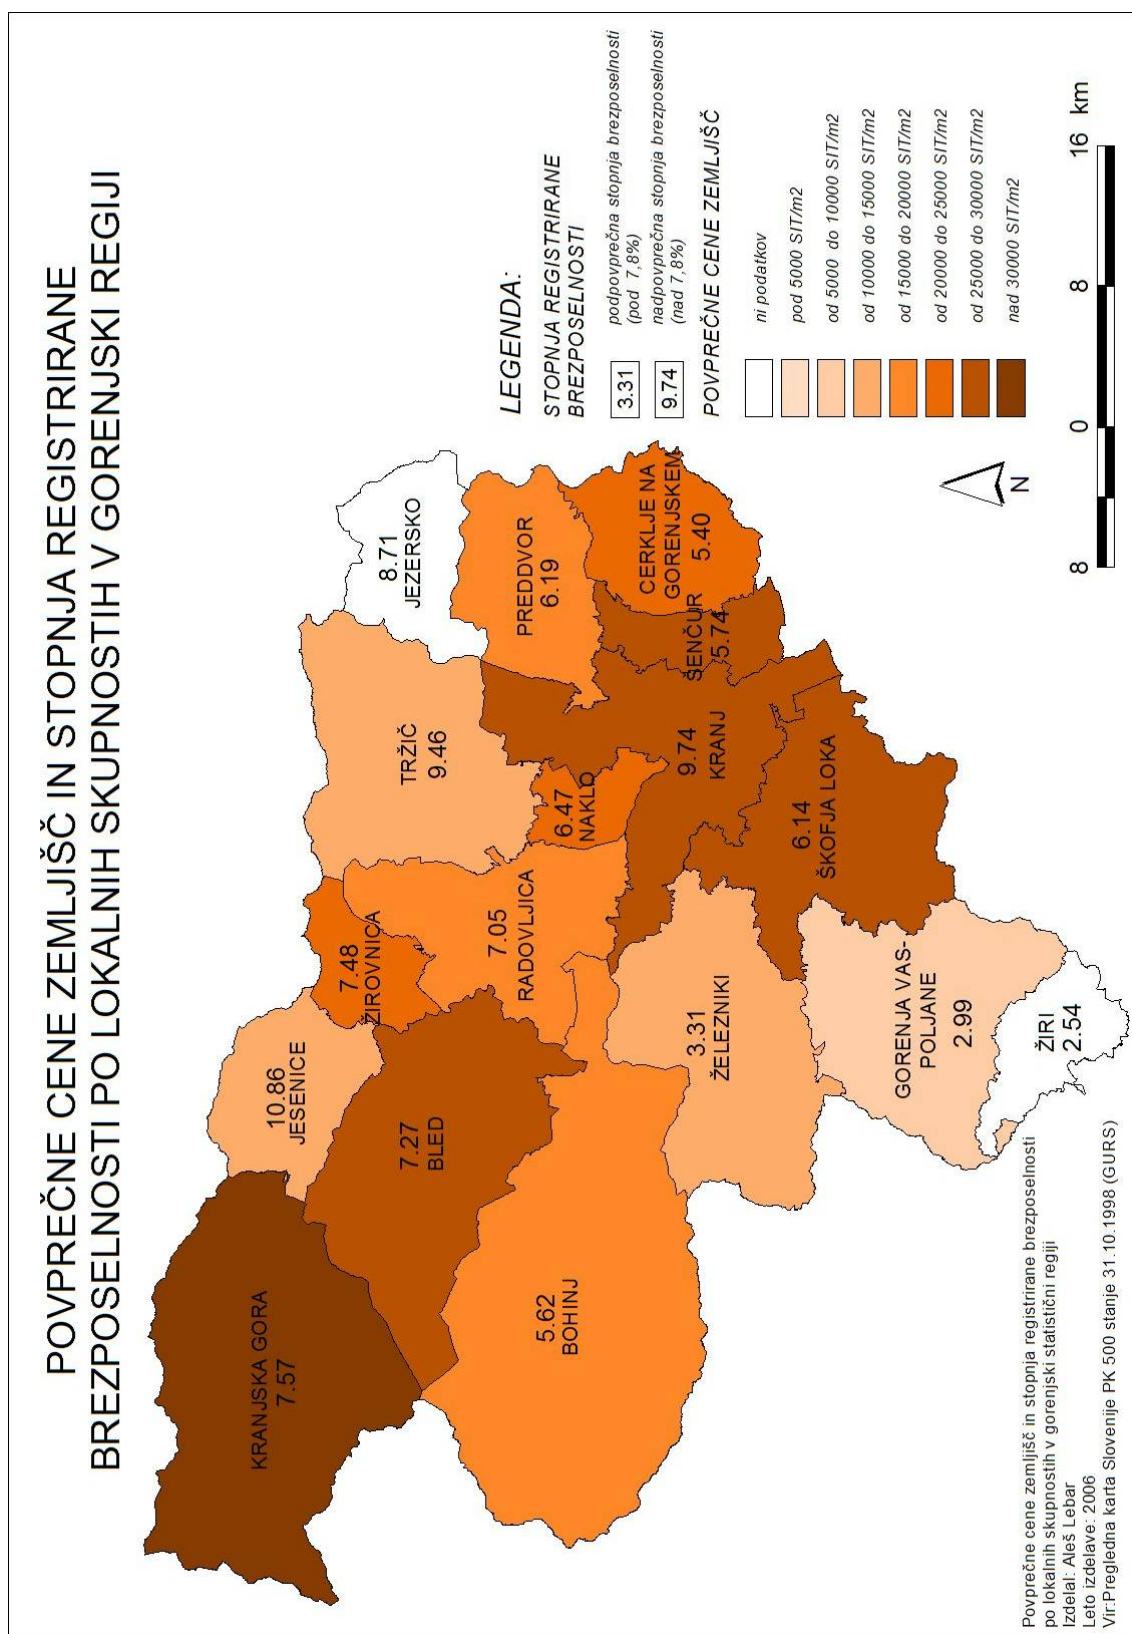 POVPREČNE CENE ZEMLJIŠČ IN STOPNJA REGISTRIRANE
BREZPOSELNOSTI PO LOKALNIH SKUPNOSTIH V GORENJSKI REGIJI
KRANJSKA GORA
7.57
10.86
JESENICE
7.48
ŽIROVNICA
7.27
BLED
5.62
BOHINJ
7.05
RADOVLJICA
TRŽIČ
9.46
8.71
JEZERSKO
PREDDVOR
6.19
6.47
NAKLO
9.74
KRANJ
ŠENČUR
5.74
CERKLJE NA
GORENJSKEM
5.40
3.31
ŽELEZNIKI
6.14
ŠKOFJA LOKA
GORENJA VAS-
POLJANE
2.99
ŽIRI
2.54
LEGENDA:
STOPNJA REGISTRIRANE
BREZPOSELNOSTI
3.31
podpovprečna stopnja brezposelnosti
(pod 7,8%)
9.74
nadpovprečna stopnja brezposelnosti
(nad 7,8%)
POVPREČNE CENE ZEMLJIŠČ
ni podatkov
pod 5000 SIT/m2
od 5000 do 10000 SIT/m2
od 10000 do 15000 SIT/m2
od 15000 do 20000 SIT/m2
od 20000 do 25000 SIT/m2
od 25000 do 30000 SIT/m2
nad 30000 SIT/m2
N
8 0 8 16 km
Povprečne cene zemljišč in stopnja registrirane brezposelnosti
po lokalnih skupnostih v gorenjski statistični regiji
Izdelal: Aleš Lebar
Leto izdelave: 2006
Vir:Pregledna karta Slovenije PK 500 stanje 31.10.1998 (GURS)